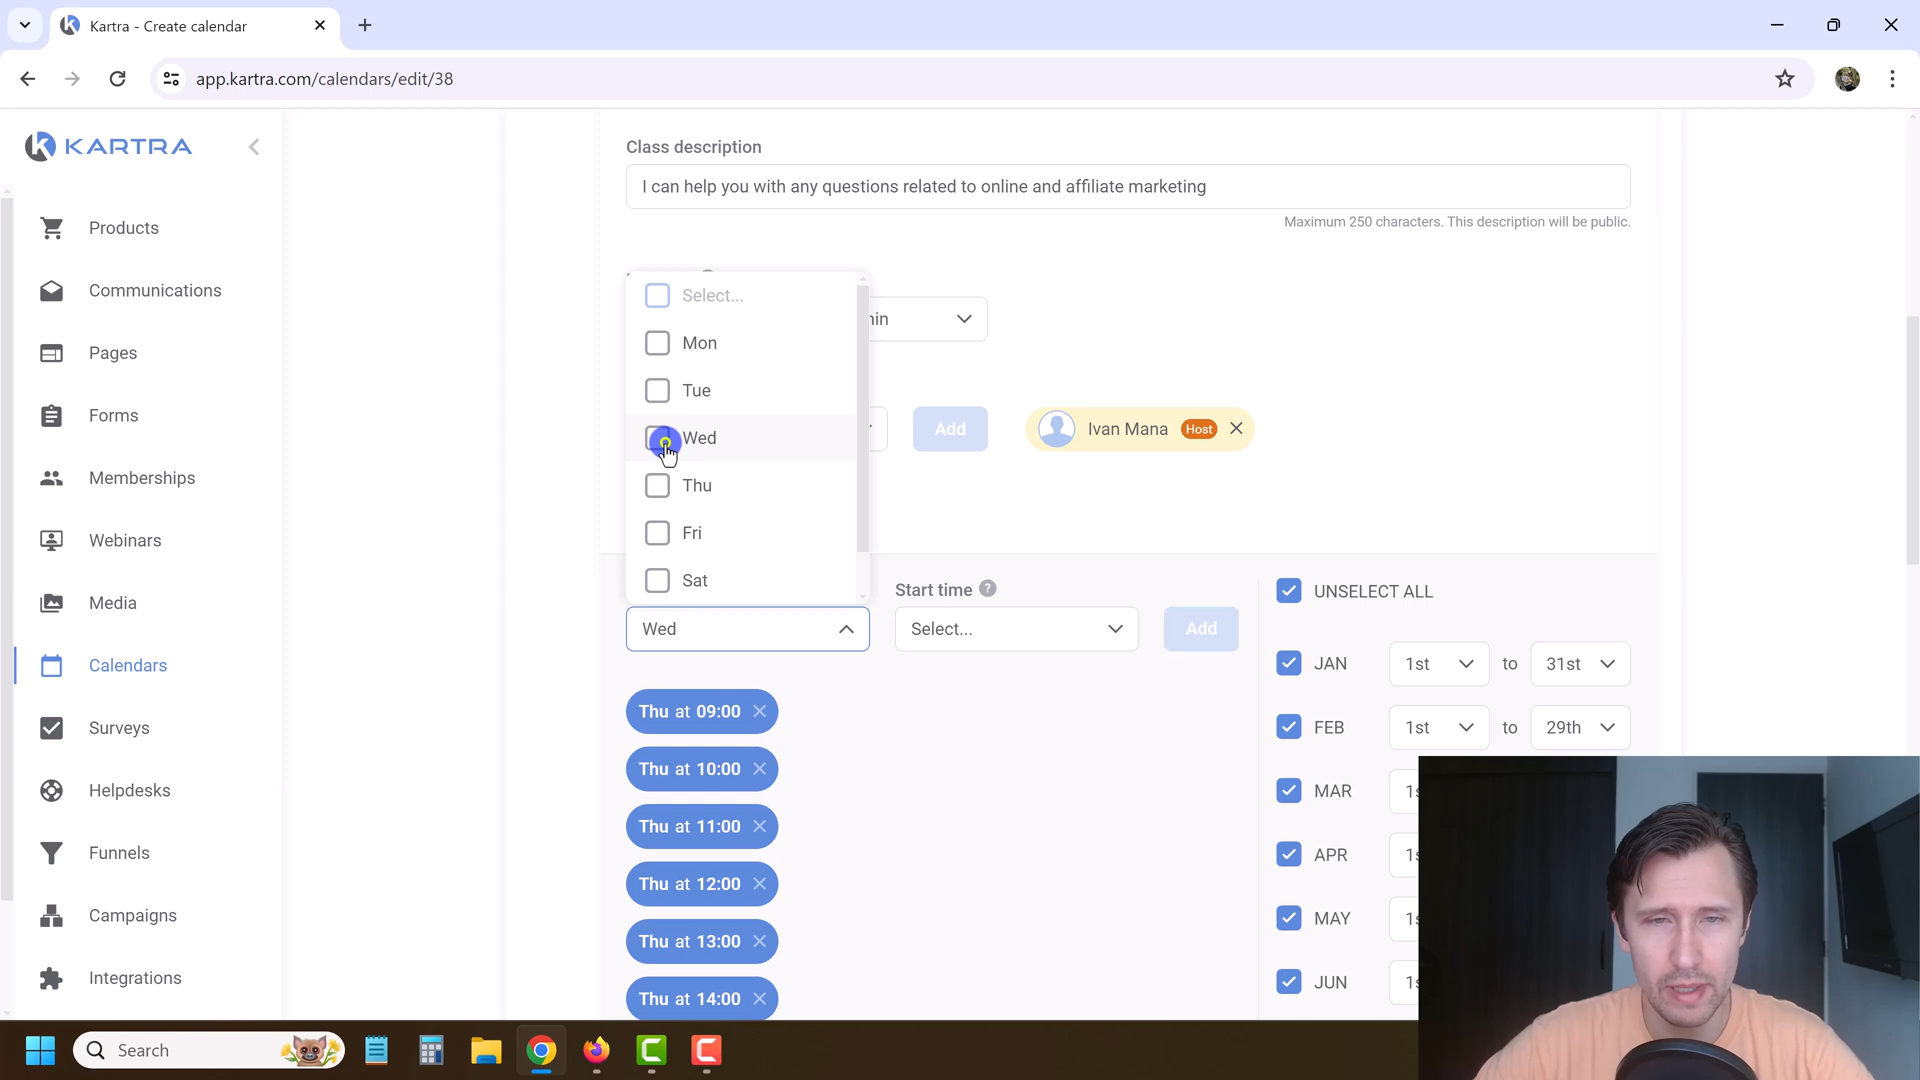 Kartra - Create calendar
app.kartra.com/calendars/edit/38
KARTRA
Products
Communications
Pages
Forms
Memberships
Webinars
Media
Calendars
Surveys
Helpdesks
Funnels
Campaigns
Integrations
Class description
I can help you with any questions related to online and affiliate marketing
Maximum 250 characters. This description will be public.
Select...
Mon
Tue
Wed
Thu
Fri
Sat
Add
Ivan Mana Host
Wed
Start time
Select...
Add
Thu at 09:00
Thu at 10:00
Thu at 11:00
Thu at 12:00
Thu at 13:00
Thu at 14:00
UNSELECT ALL
JAN 1st to 31st
FEB 1st to 29th
MAR
APR
MAY
JUN
Search